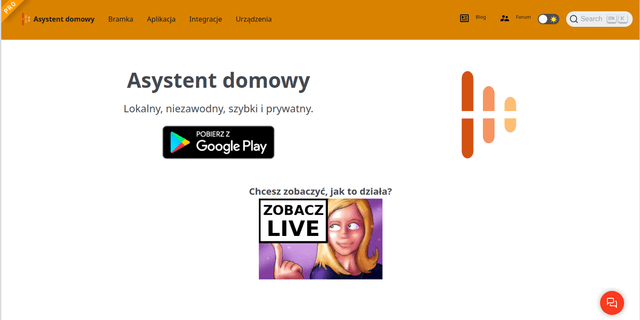 PRO
Asystent domowy Bramka Aplikacja Integracje Urządzenia Blog Forum Search
Asystent domowy
Lokalny, niezawodny, szybki i prywatny.
POBIERZ Z
Google Play
Chcesz zobaczyć, jak to działa?
ZOBACZ
LIVE